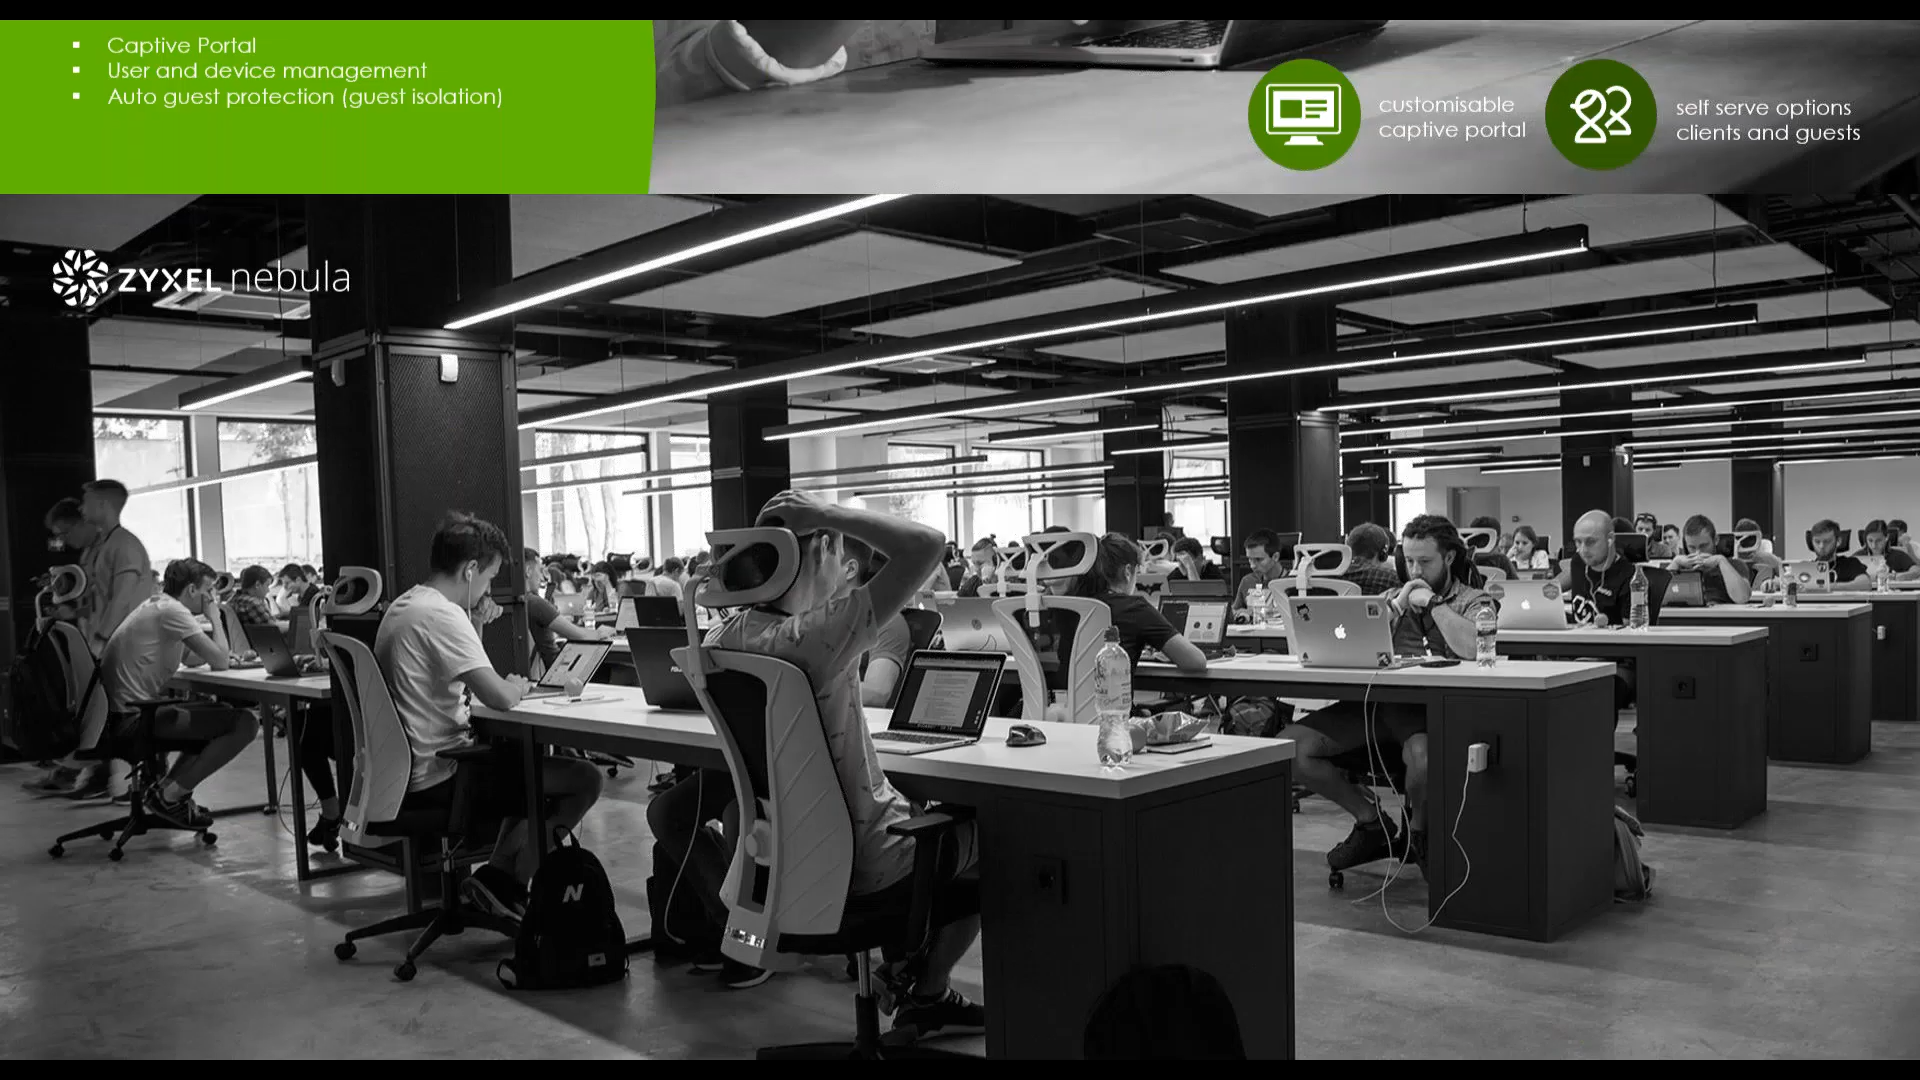 Captive Portal
User and device management
Auto guest protection (guest isolation)
customisable
captive portal
self serve options
clients and guests
ZYXEL nebula
N